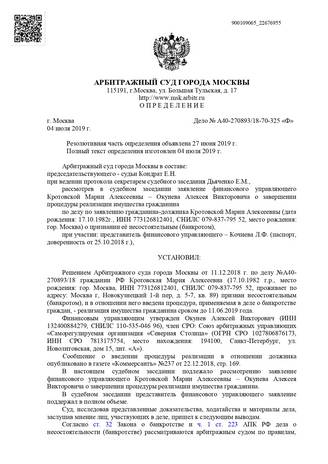 900109065_22676955
АРБИТРАЖНЫЙ СУД ГОРОДА МОСКВЫ
115191, г.Москва, ул. Большая Тульская, д. 17
http://www.msk.arbitr.ru
О П Р Е Д Е Л Е Н И Е
г. Москва Дело № А40-270893/18-70-325 «Ф»
04 июля 2019 г.
Резолютивная часть определения объявлена 27 июня 2019 г.
Полный текст определения изготовлен 04 июля 2019 г.
Арбитражный суд города Москвы в составе:
председательствующего - судьи Кондрат Е.Н.
при ведении протокола секретарем судебного заседания Дьяченко Е.М.,
рассмотрев в судебном заседании заявление финансового управляющего
Кротовской Марии Алексеевны – Окунева Алексея Викторовича о завершении
процедуры реализации имущества гражданина
по делу по заявлению гражданина-должника Кротовской Марии Алексеевны (дата
рождения: 17.10.1982г., ИНН 773126812401, СНИЛС 079-837-795 52, место рождения:
гор. Москва) о признании её несостоятельной (банкротом),
при участии: представитель финансового управляющего – Кочиева Л.Ф. (паспорт,
доверенность от 25.10.2018 г.),
УСТАНОВИЛ:
Решением Арбитражного суда города Москвы от 11.12.2018 г. по делу №А40-
270893/18 гражданин РФ Кротовская Мария Алексеевна (17.10.1982 г.р., место
рождения: гор. Москва, ИНН 773126812401, СНИЛС 079-837-795 52, проживает по
адресу: Москва г, Новокузнецкий 1-й пер, д. 5-7, кв. 89) признан несостоятельным
(банкротом), и в отношении него введена процедура, применяемая в деле о банкротстве
граждан, - реализация имущества гражданина сроком до 11.06.2019 года.
Финансовым управляющим утвержден Окунев Алексей Викторович (ИНН
132400884279, СНИЛС 110-535-046 96), член СРО: Союз арбитражных управляющих
«Саморегулируемая организация «Северная Столица» (ОГРН СРО 1027806876173,
ИНН СРО 7813175754, место нахождения: 194100, Санкт-Петербург, ул.
Новолитовская, дом 15, лит. «А»).
Сообщение о введении процедуры реализации в отношении должника
опубликовано в газете «Коммерсантъ» №237 от 22.12.2018, стр. 169.
В настоящем судебном заседании подлежало рассмотрению заявление
финансового управляющего Кротовской Марии Алексеевны – Окунева Алексея
Викторовича о завершении процедуры реализации имущества гражданина.
В судебном заседании представитель финансового управляющего заявление
поддержал в полном объеме.
Суд, исследовав представленные доказательства, ходатайства и материалы дела,
заслушав мнение лиц, участвующих в деле, пришел к следующим выводам.
Согласно ст. 32 Закона о банкротстве и ч. 1 ст. 223 АПК РФ дела о
несостоятельности (банкротстве) рассматриваются арбитражным судом по правилам,